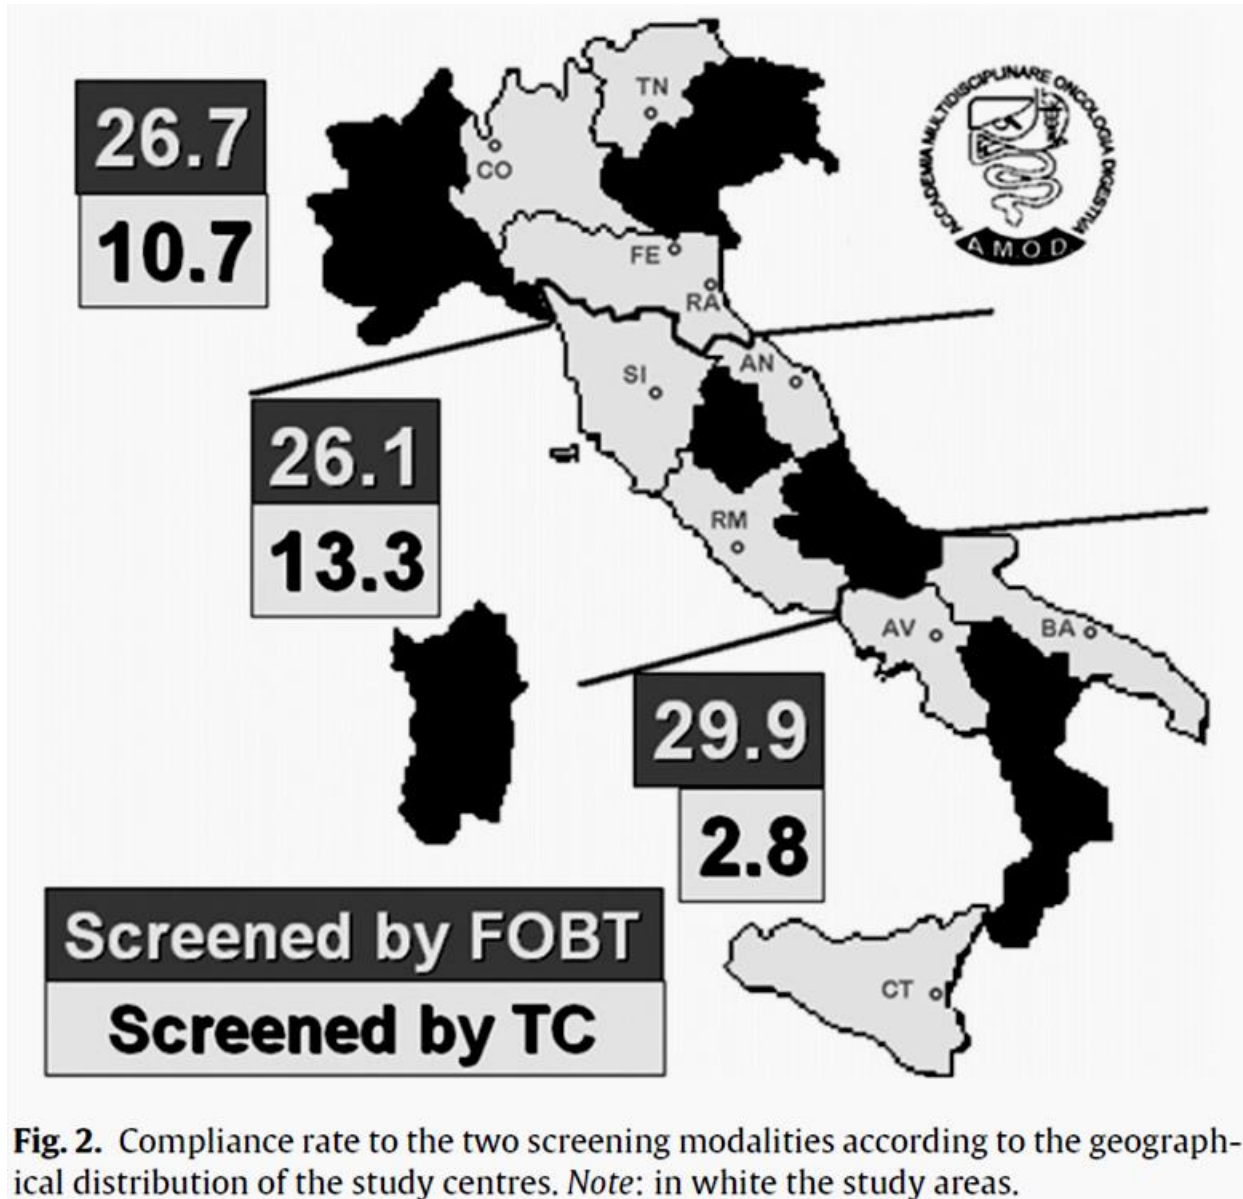 26.7
10.7
26.1
13.3
29.9
2.8
TN
CO
FE
RA
SI
AN
RM
AV
BA
CT
ACCADEMIA MULTIDISCIPLINARE ONCOLOGIA DIGESTIVA
A.M.O.D.
Screened by FOBT
Screened by TC
Fig. 2. Compliance rate to the two screening modalities according to the geograph-
ical distribution of the study centres. Note: in white the study areas.